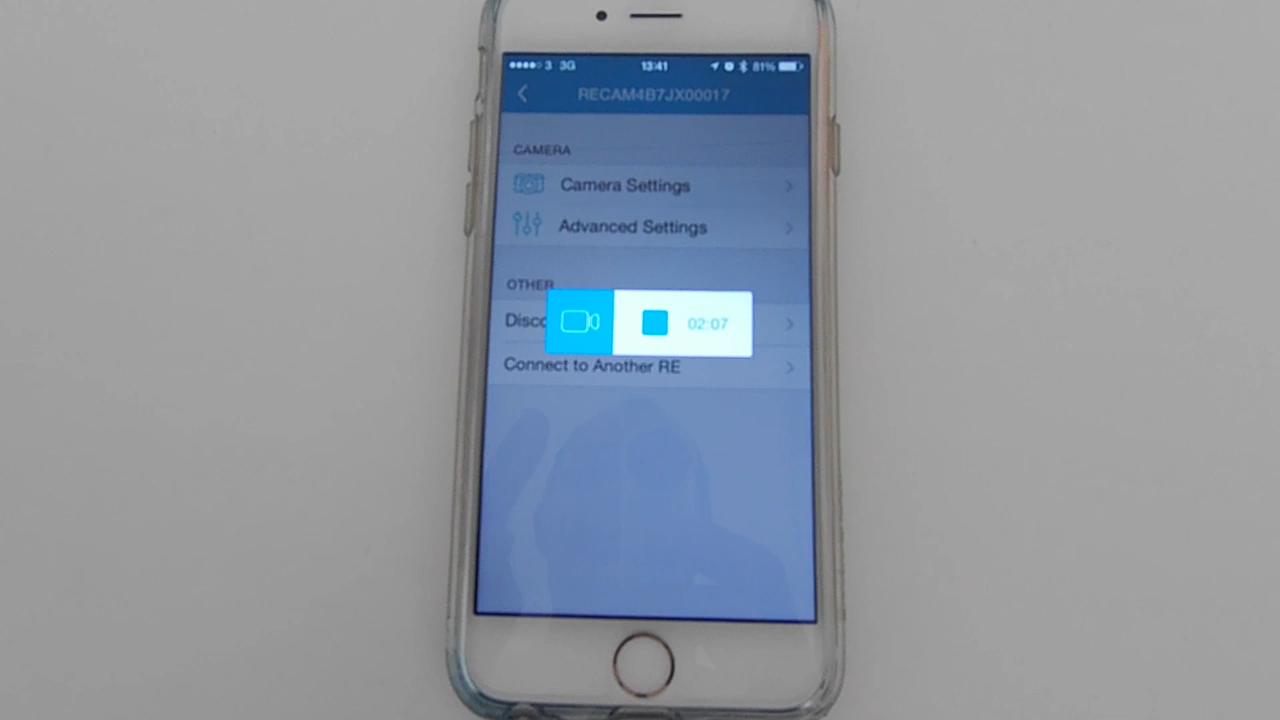 3 3G 13:41 81%
RECAM4B7JX00017
CAMERA
Camera Settings
Advanced Settings
OTHER
Disco
02:07
Connect to Another RE